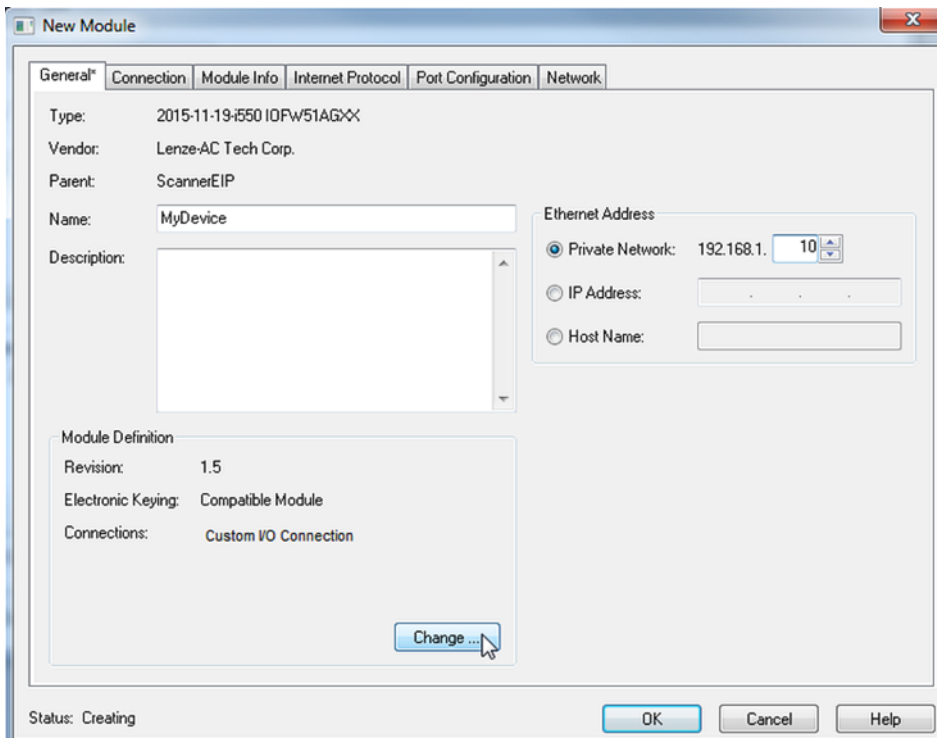 New Module
General* Connection Module Info Internet Protocol Port Configuration Network
Type: 2015-11-19-i550 IOFW51AGXX
Vendor: Lenze-AC Tech Corp.
Parent: ScannerEIP
Name: MyDevice
Description:
Ethernet Address
Private Network: 192.168.1. 10
IP Address: . . .
Host Name:
Module Definition
Revision: 1.5
Electronic Keying: Compatible Module
Connections: Custom I/O Connection
Change ...
Status: Creating
OK Cancel Help